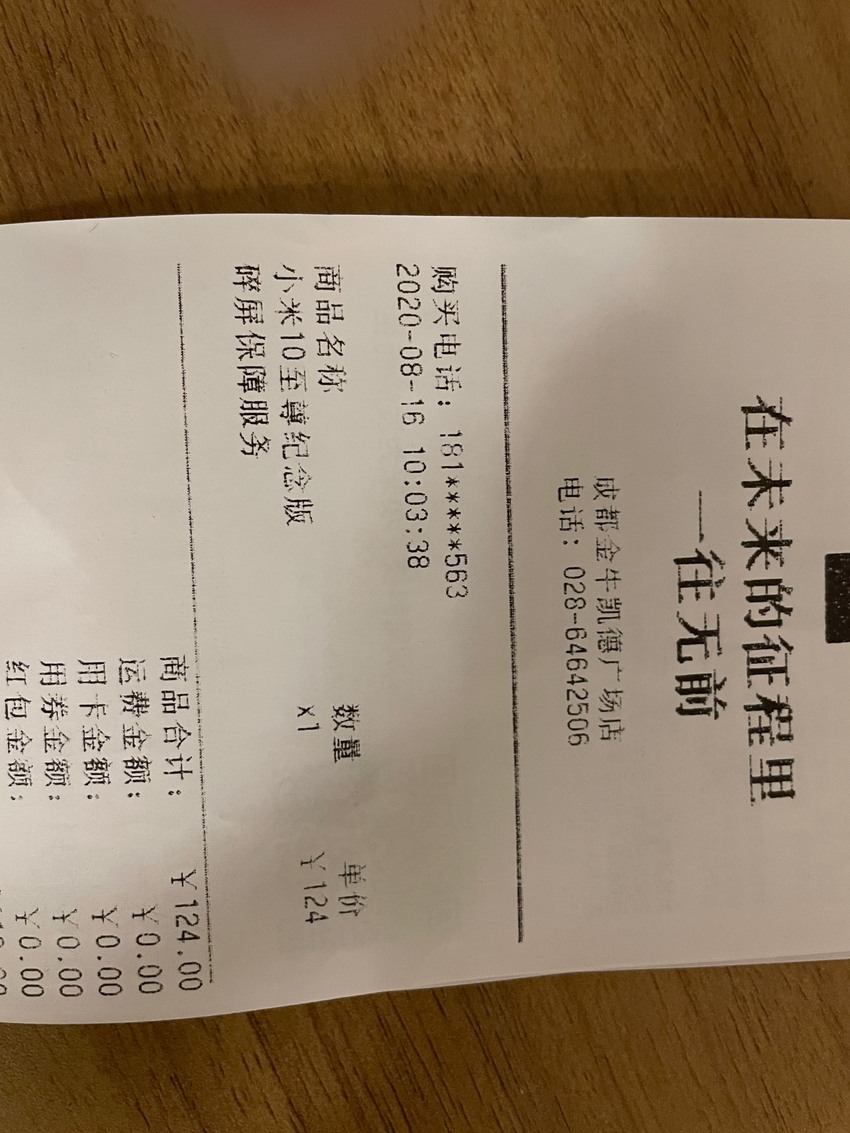 在未来的征程里
一往无前
成都金牛凯德广场店
电话：028-64642506
购买电话：181*****563
2020-08-16 10:03:38
商品名称 数量 单价
小米10至尊纪念版 x1 ￥124
碎屏保障服务
商品合计：￥124.00
运费金额：￥0.00
用卡金额：￥0.00
用券金额：￥0.00
红包金额：￥0.00